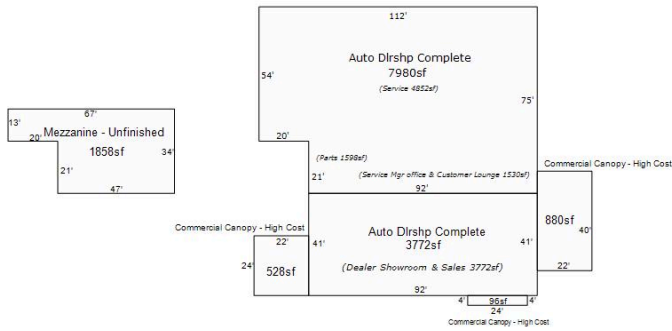 112'
Auto Dlrshp Complete
7980sf
(Service 4852sf)
54'
75'
20'
(Parts 1598sf)
21'
(Service Mgr office & Customer Lounge 1530sf)
92'
67'
13'
Mezzanine - Unfinished
20'
1858sf
34'
21'
47'
Commercial Canopy - High Cost
880sf
40'
22'
Commercial Canopy - High Cost
22'
24'
528sf
41'
Auto Dlrshp Complete
3772sf
41'
(Dealer Showroom & Sales 3772sf)
92'
4'
96sf
4'
24'
Commercial Canopy - High Cost